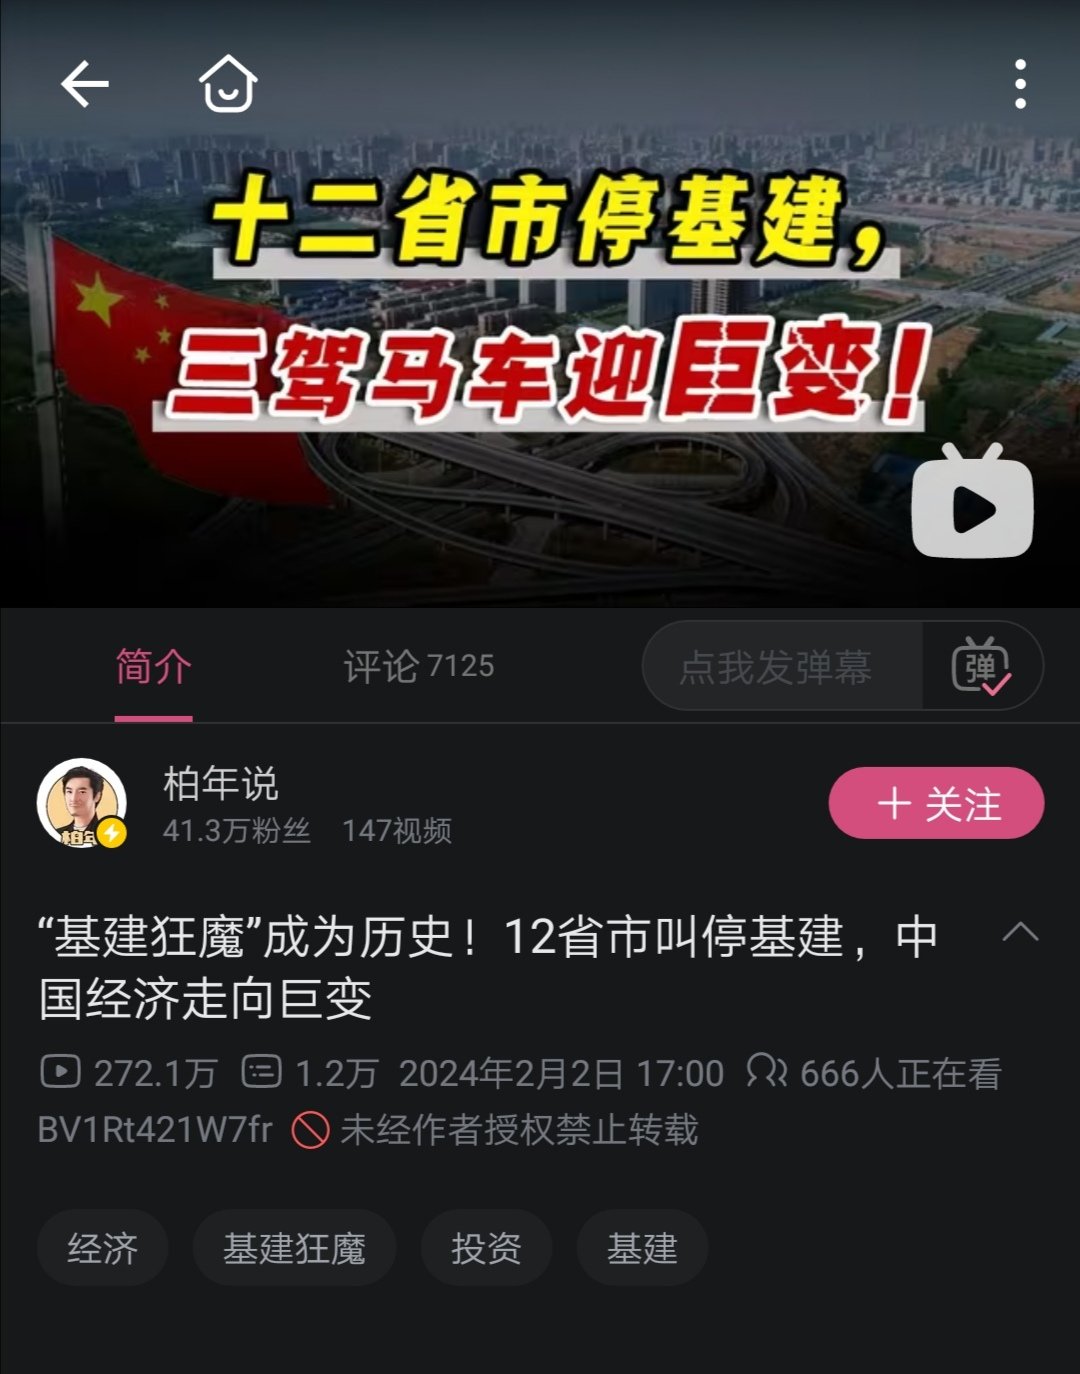 十二省市停基建，
三驾马车迎巨变！
简介
评论 7125
点我发弹幕
弹
柏年说
41.3万粉丝 147视频
＋ 关注
“基建狂魔”成为历史！12省市叫停基建，中
国经济走向巨变
272.1万 1.2万 2024年2月2日 17:00 666人正在看
BV1Rt421W7fr 未经作者授权禁止转载
经济 基建狂魔 投资 基建